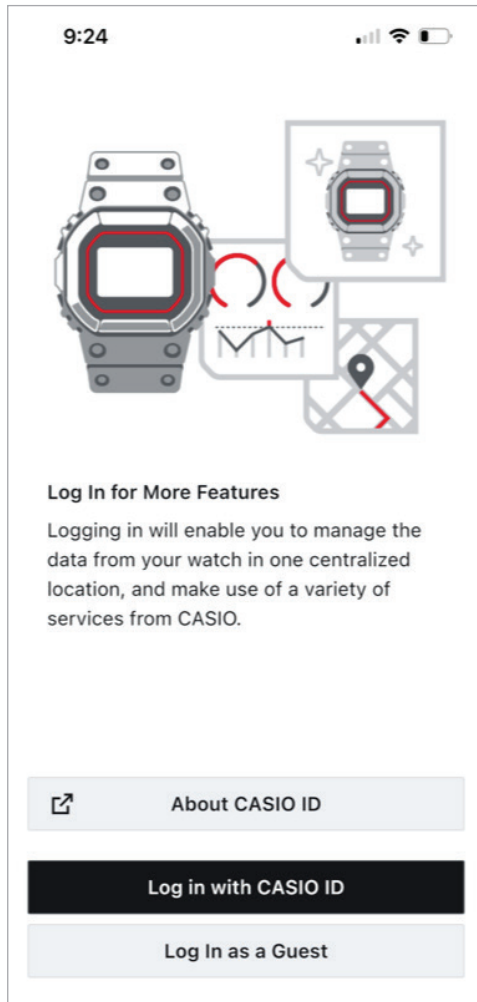 9:24
Log In for More Features
Logging in will enable you to manage the
data from your watch in one centralized
location, and make use of a variety of
services from CASIO.
About CASIO ID
Log in with CASIO ID
Log In as a Guest